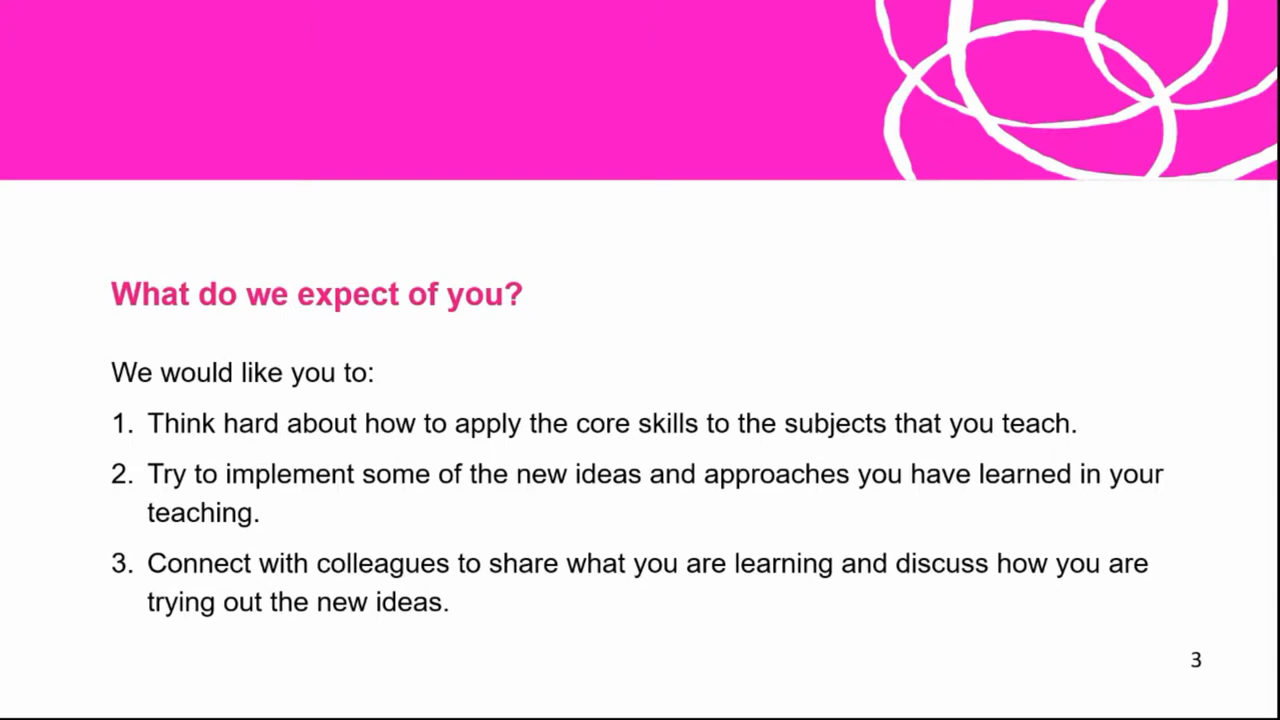 What do we expect of you?
We would like you to:
1. Think hard about how to apply the core skills to the subjects that you teach.
2. Try to implement some of the new ideas and approaches you have learned in your
teaching.
3. Connect with colleagues to share what you are learning and discuss how you are
trying out the new ideas.
3